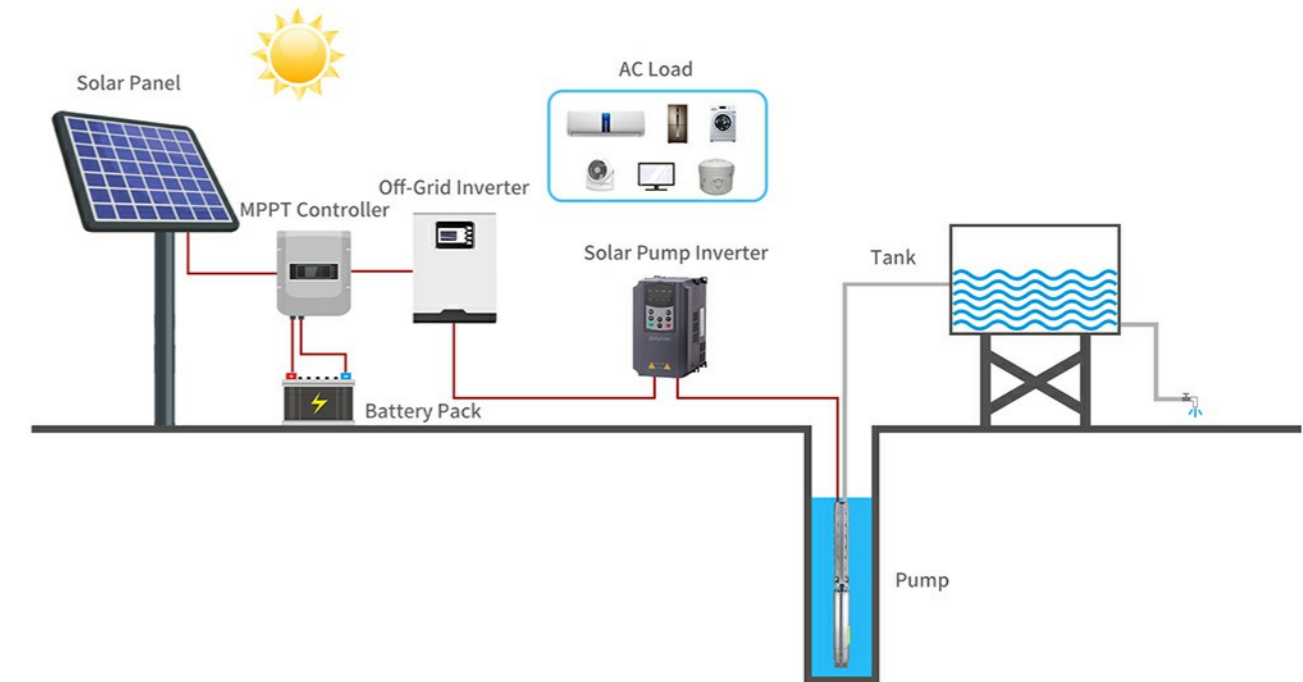 Solar Panel
AC Load
Off-Grid Inverter
MPPT Controller
Solar Pump Inverter
Tank
Battery Pack
Pump